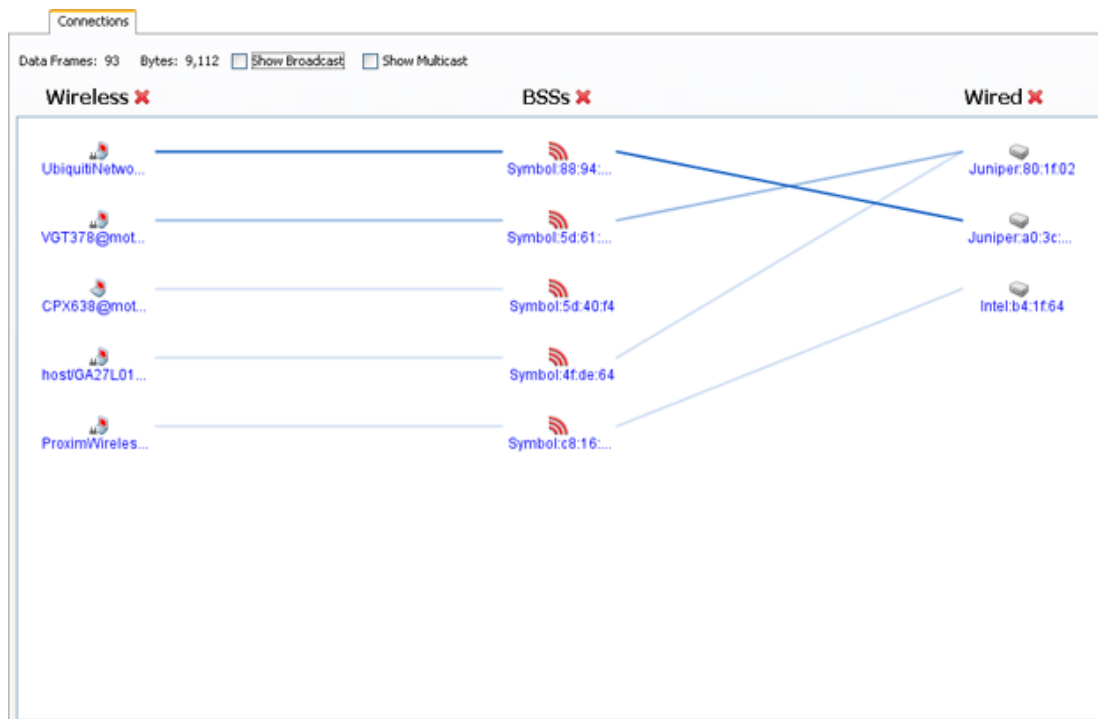 Connections
Data Frames: 93 Bytes: 9,112 Show Broadcast Show Multicast
Wireless BSSs Wired
UbiquitiNetwo... Symbol:88:94:... Juniper:80:1f:02
VGT378@mot... Symbol:5d:61:... Juniper:a0:3c:...
CPX638@mot... Symbol:5d:40:f4 Intel:b4:1f:64
host/GA27L01... Symbol:4f:de:64
ProximWireles... Symbol:c8:16:...